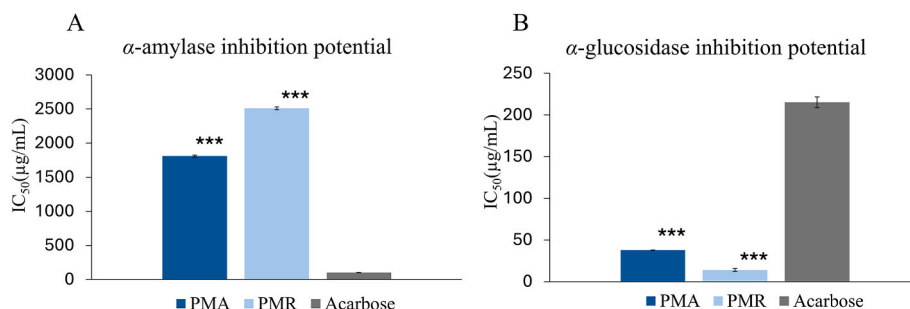 A
α-amylase inhibition potential
IC50(µg/mL)
3000
2500
2000
1500
1000
500
0
***
***
PMA PMR Acarbose
B
α-glucosidase inhibition potential
IC50(µg/mL)
250
200
150
100
50
0
***
***
PMA PMR Acarbose